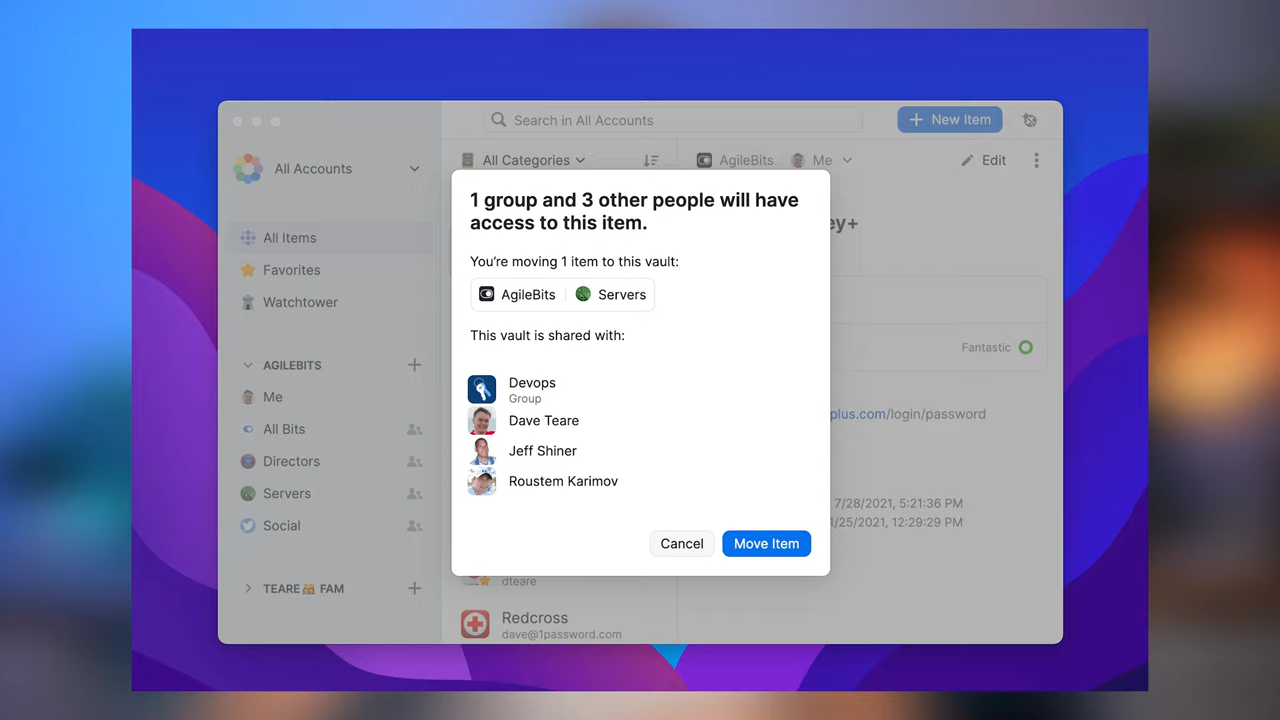 Search in All Accounts
New Item
All Accounts
All Categories
AgileBits Me
Edit
1 group and 3 other people will have
access to this item.
ey+
All Items
Favorites
Watchtower
You're moving 1 item to this vault:
AgileBits Servers
This vault is shared with:
Fantastic
AGILEBITS
Me
All Bits
Directors
Servers
Social
Devops
Group
Dave Teare
Jeff Shiner
Roustem Karimov
plus.com/login/password
7/28/2021, 5:21:36 PM
/25/2021, 12:29:29 PM
Cancel
Move Item
TEARE FAM
dteare
Redcross
dave@1password.com